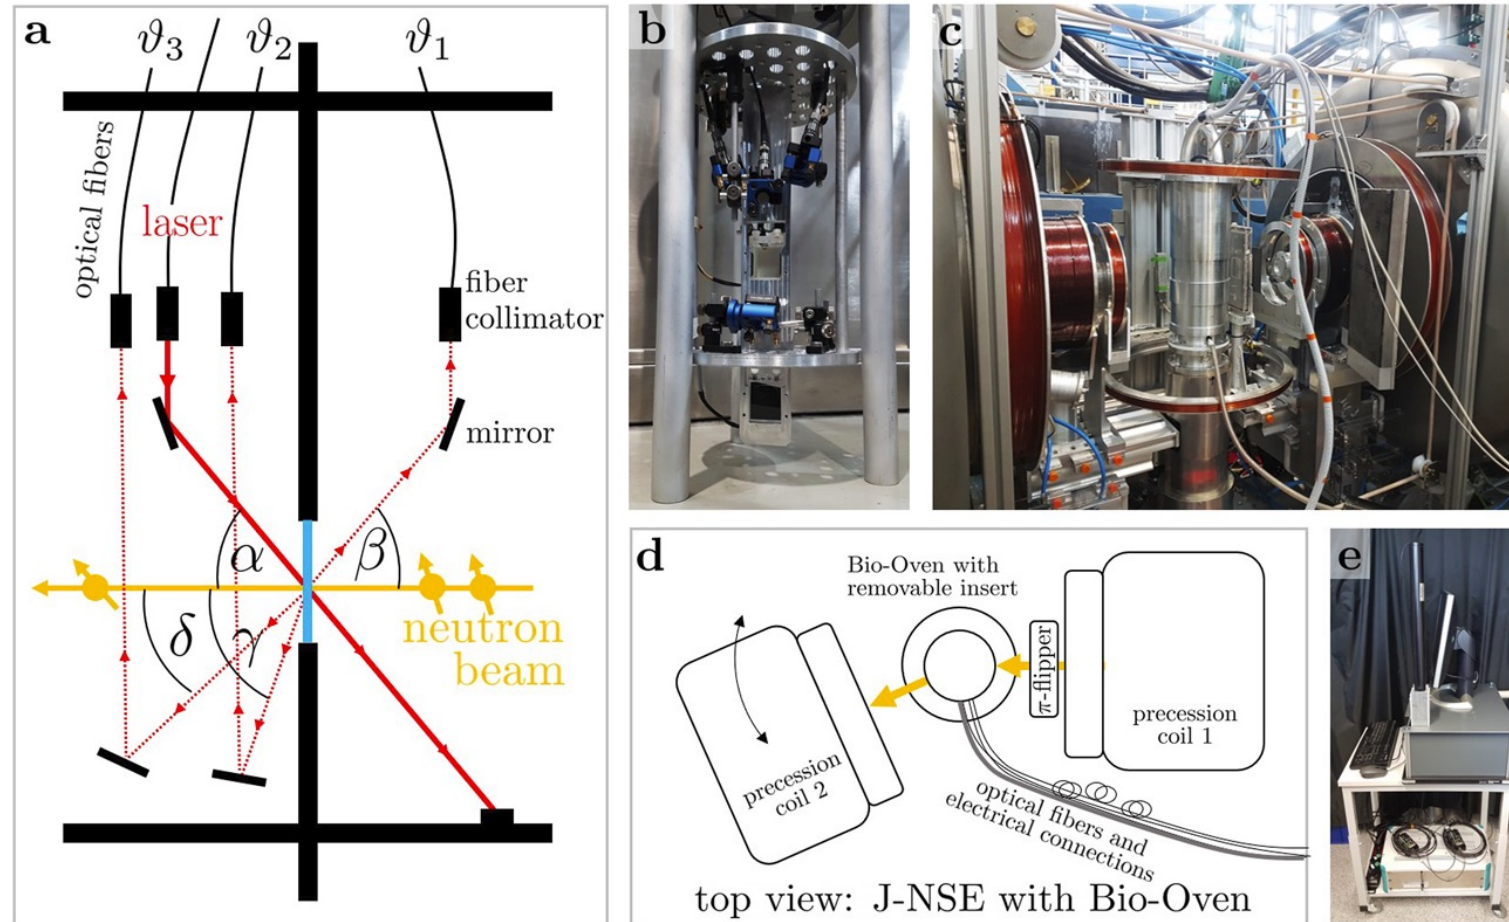 a
ϑ3
ϑ2
ϑ1
optical fibers
laser
fiber
collimator
mirror
α
β
δ
γ
neutron
beam
b
c
d
Bio-Oven with
removable insert
π-flipper
precession
coil 1
precession
coil 2
optical fibers and
electrical connections
top view: J-NSE with Bio-Oven
e